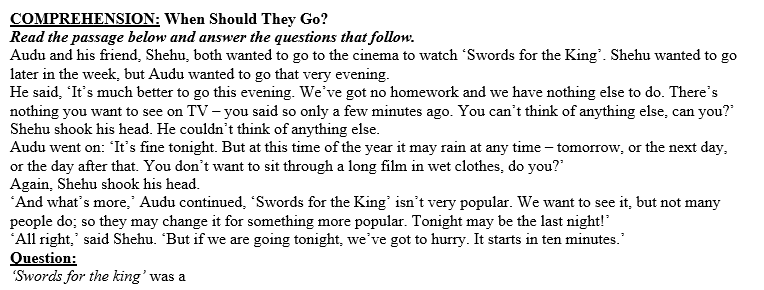 COMPREHENSION: When Should They Go?
Read the passage below and answer the questions that follow.
Audu and his friend, Shehu, both wanted to go to the cinema to watch ‘Swords for the King’. Shehu wanted to go
later in the week, but Audu wanted to go that very evening.
He said, ‘It’s much better to go this evening. We’ve got no homework and we have nothing else to do. There’s
nothing you want to see on TV – you said so only a few minutes ago. You can’t think of anything else, can you?’
Shehu shook his head. He couldn’t think of anything else.
Audu went on: ‘It’s fine tonight. But at this time of the year it may rain at any time – tomorrow, or the next day,
or the day after that. You don’t want to sit through a long film in wet clothes, do you?’
Again, Shehu shook his head.
‘And what’s more,’ Audu continued, ‘Swords for the King’ isn’t very popular. We want to see it, but not many
people do; so they may change it for something more popular. Tonight may be the last night!’
‘All right,’ said Shehu. ‘But if we are going tonight, we’ve got to hurry. It starts in ten minutes.’
Question:
‘Swords for the king’ was a